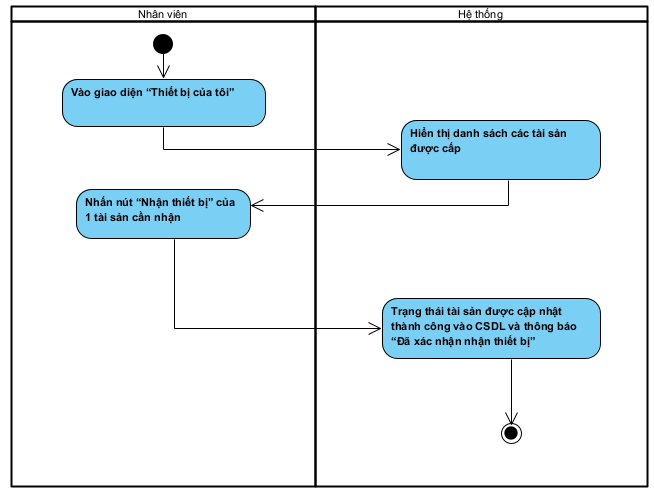 Nhân viên
Hệ thống
Vào giao diện “Thiết bị của tôi”
Hiển thị danh sách các tài sản
được cấp
Nhấn nút “Nhận thiết bị” của
1 tài sản cần nhận
Trạng thái tài sản được cập nhật
thành công vào CSDL và thông báo
“Đã xác nhận nhận thiết bị”